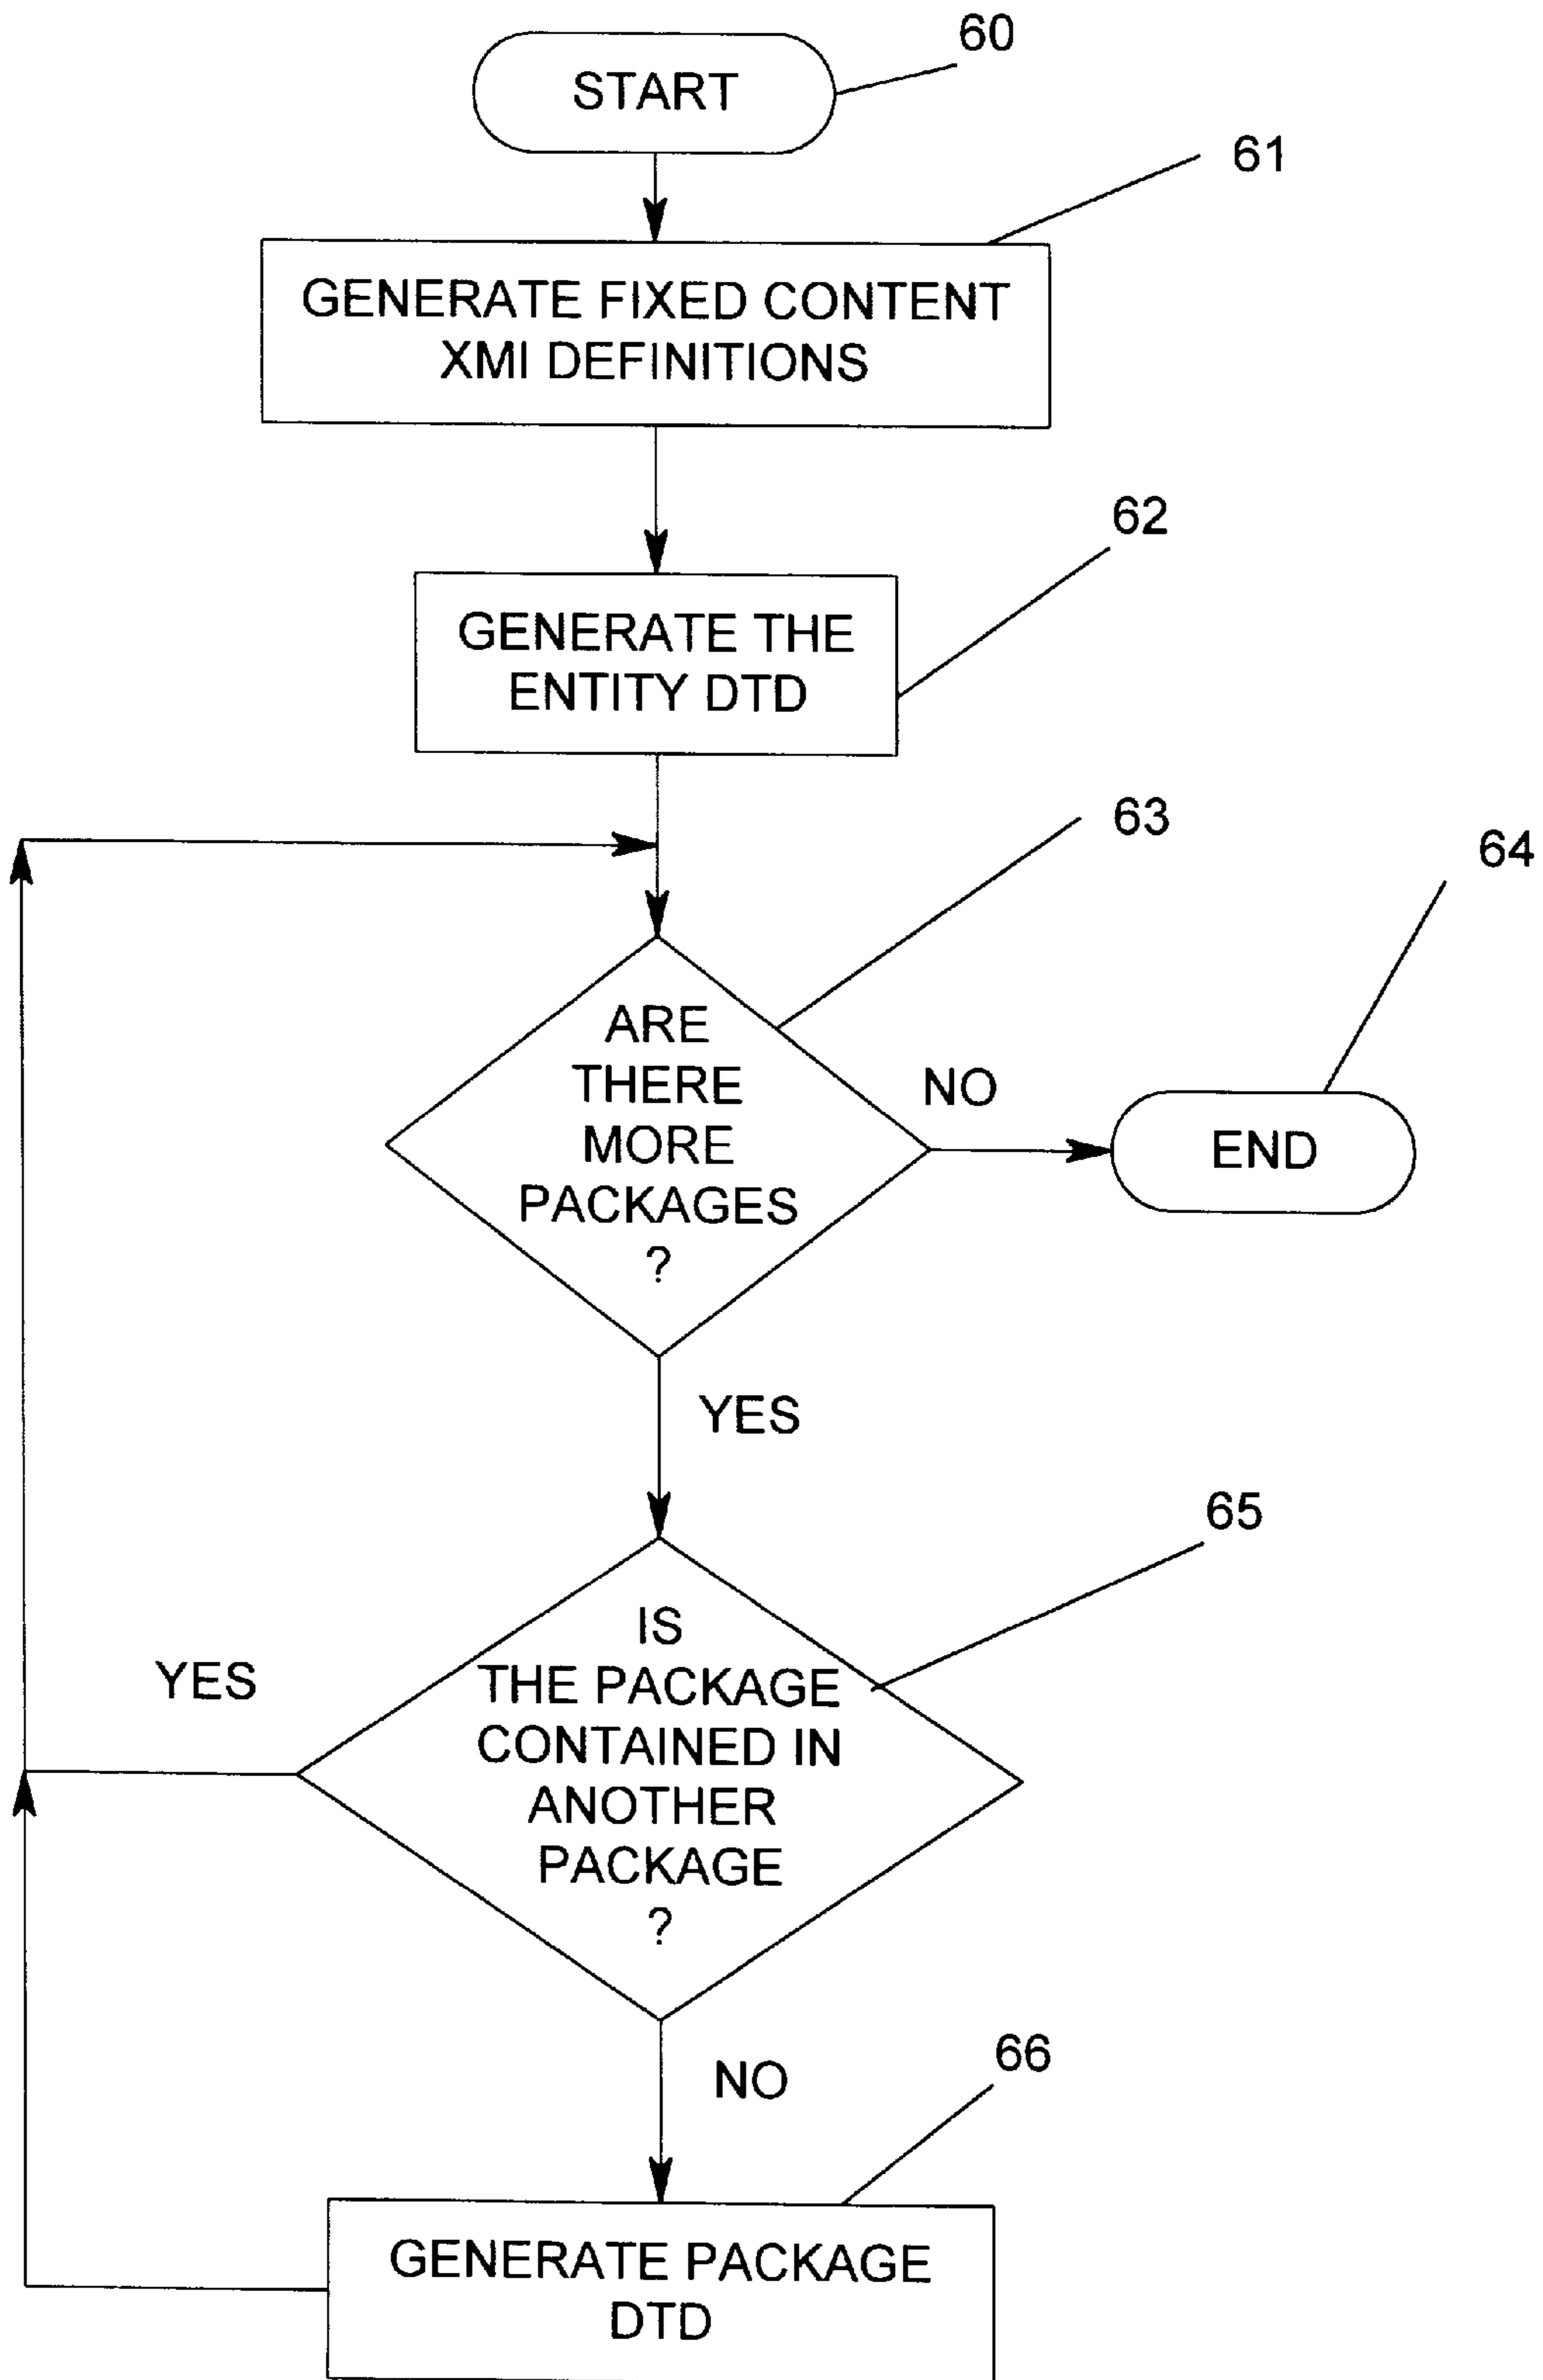 60
START
61
GENERATE FIXED CONTENT
XMI DEFINITIONS
62
GENERATE THE
ENTITY DTD
63
64
ARE
THERE
MORE
PACKAGES
?
NO
END
YES
65
IS
THE PACKAGE
CONTAINED IN
ANOTHER
PACKAGE
?
YES
NO
66
GENERATE PACKAGE
DTD